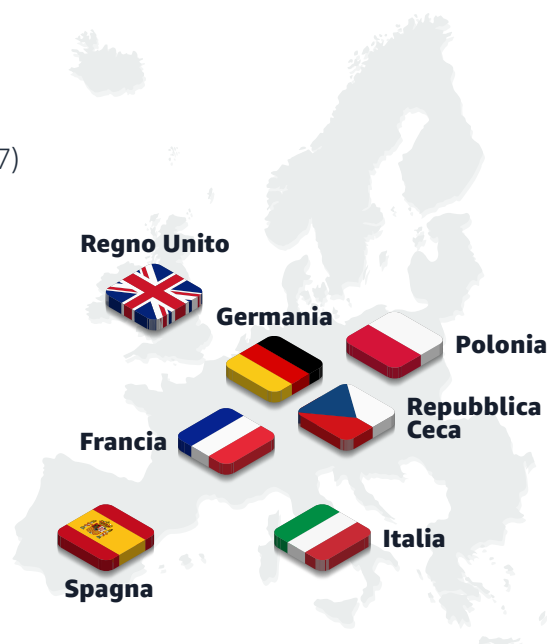 7)
Regno Unito
Germania
Polonia
Repubblica
Ceca
Francia
Italia
Spagna